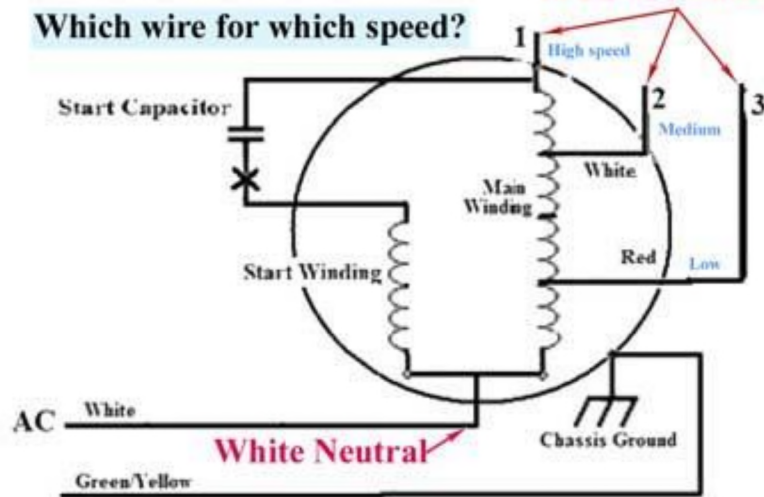 Which wire for which speed?
1
High speed
2
3
Start Capacitor
Medium
White
Main
Winding
Start Winding
Red
Low
AC
White
White Neutral
Chassis Ground
Green/Yellow